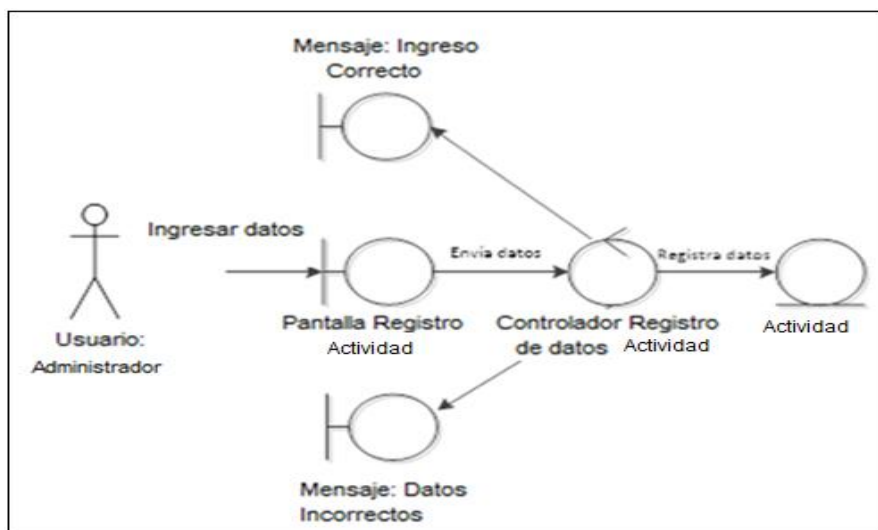 Mensaje: Ingreso
Correcto
Ingresar datos
Envía datos
Registra datos
Usuario:
Administrador
Pantalla Registro
Actividad
Controlador Registro
de datos Actividad
Actividad
Mensaje: Datos
Incorrectos